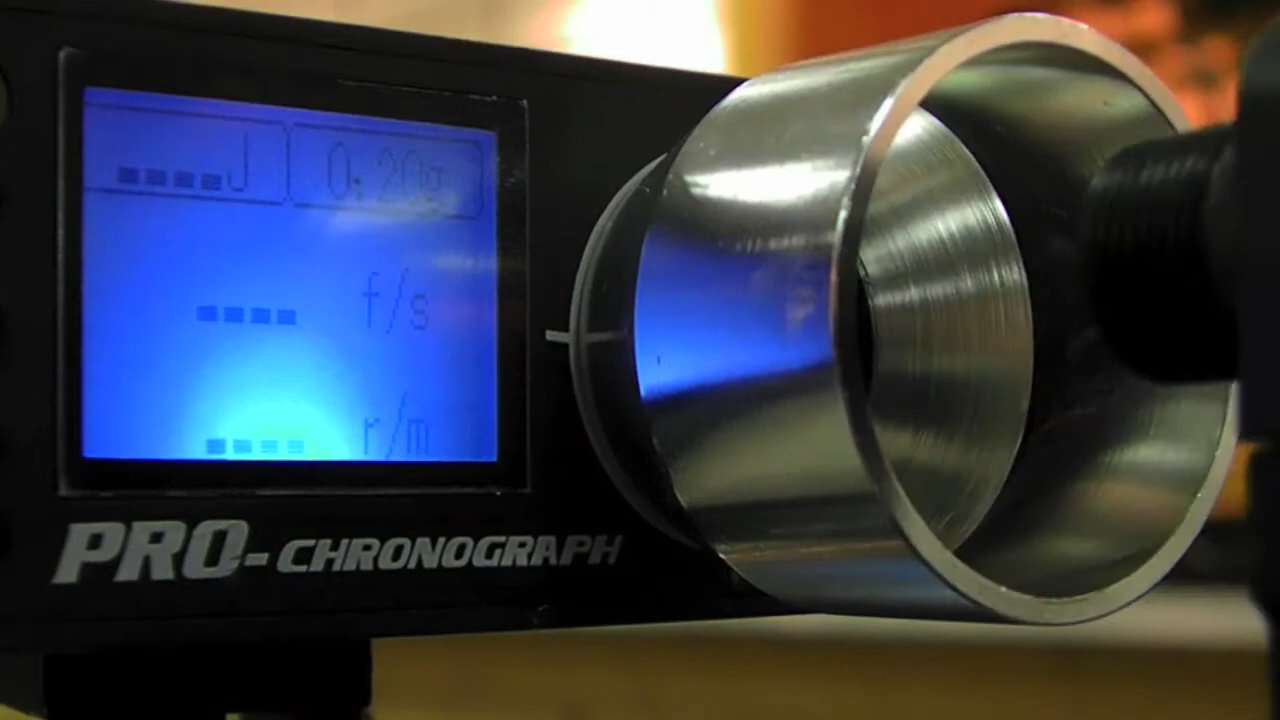 ----J 0.20g
---- f/s
---- r/m
PRO-CHRONOGRAPH